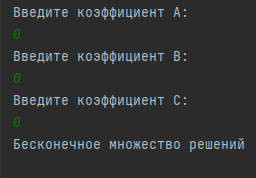 Введите коэффициент A:
0
Введите коэффициент B:
0
Введите коэффициент C:
0
Бесконечное множество решений